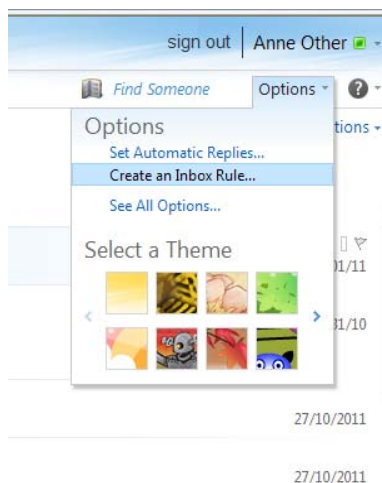 sign out | Anne Other
Find Someone Options
Options
tions
Set Automatic Replies...
Create an Inbox Rule...
See All Options...
Select a Theme
01/11
31/10
27/10/2011
27/10/2011